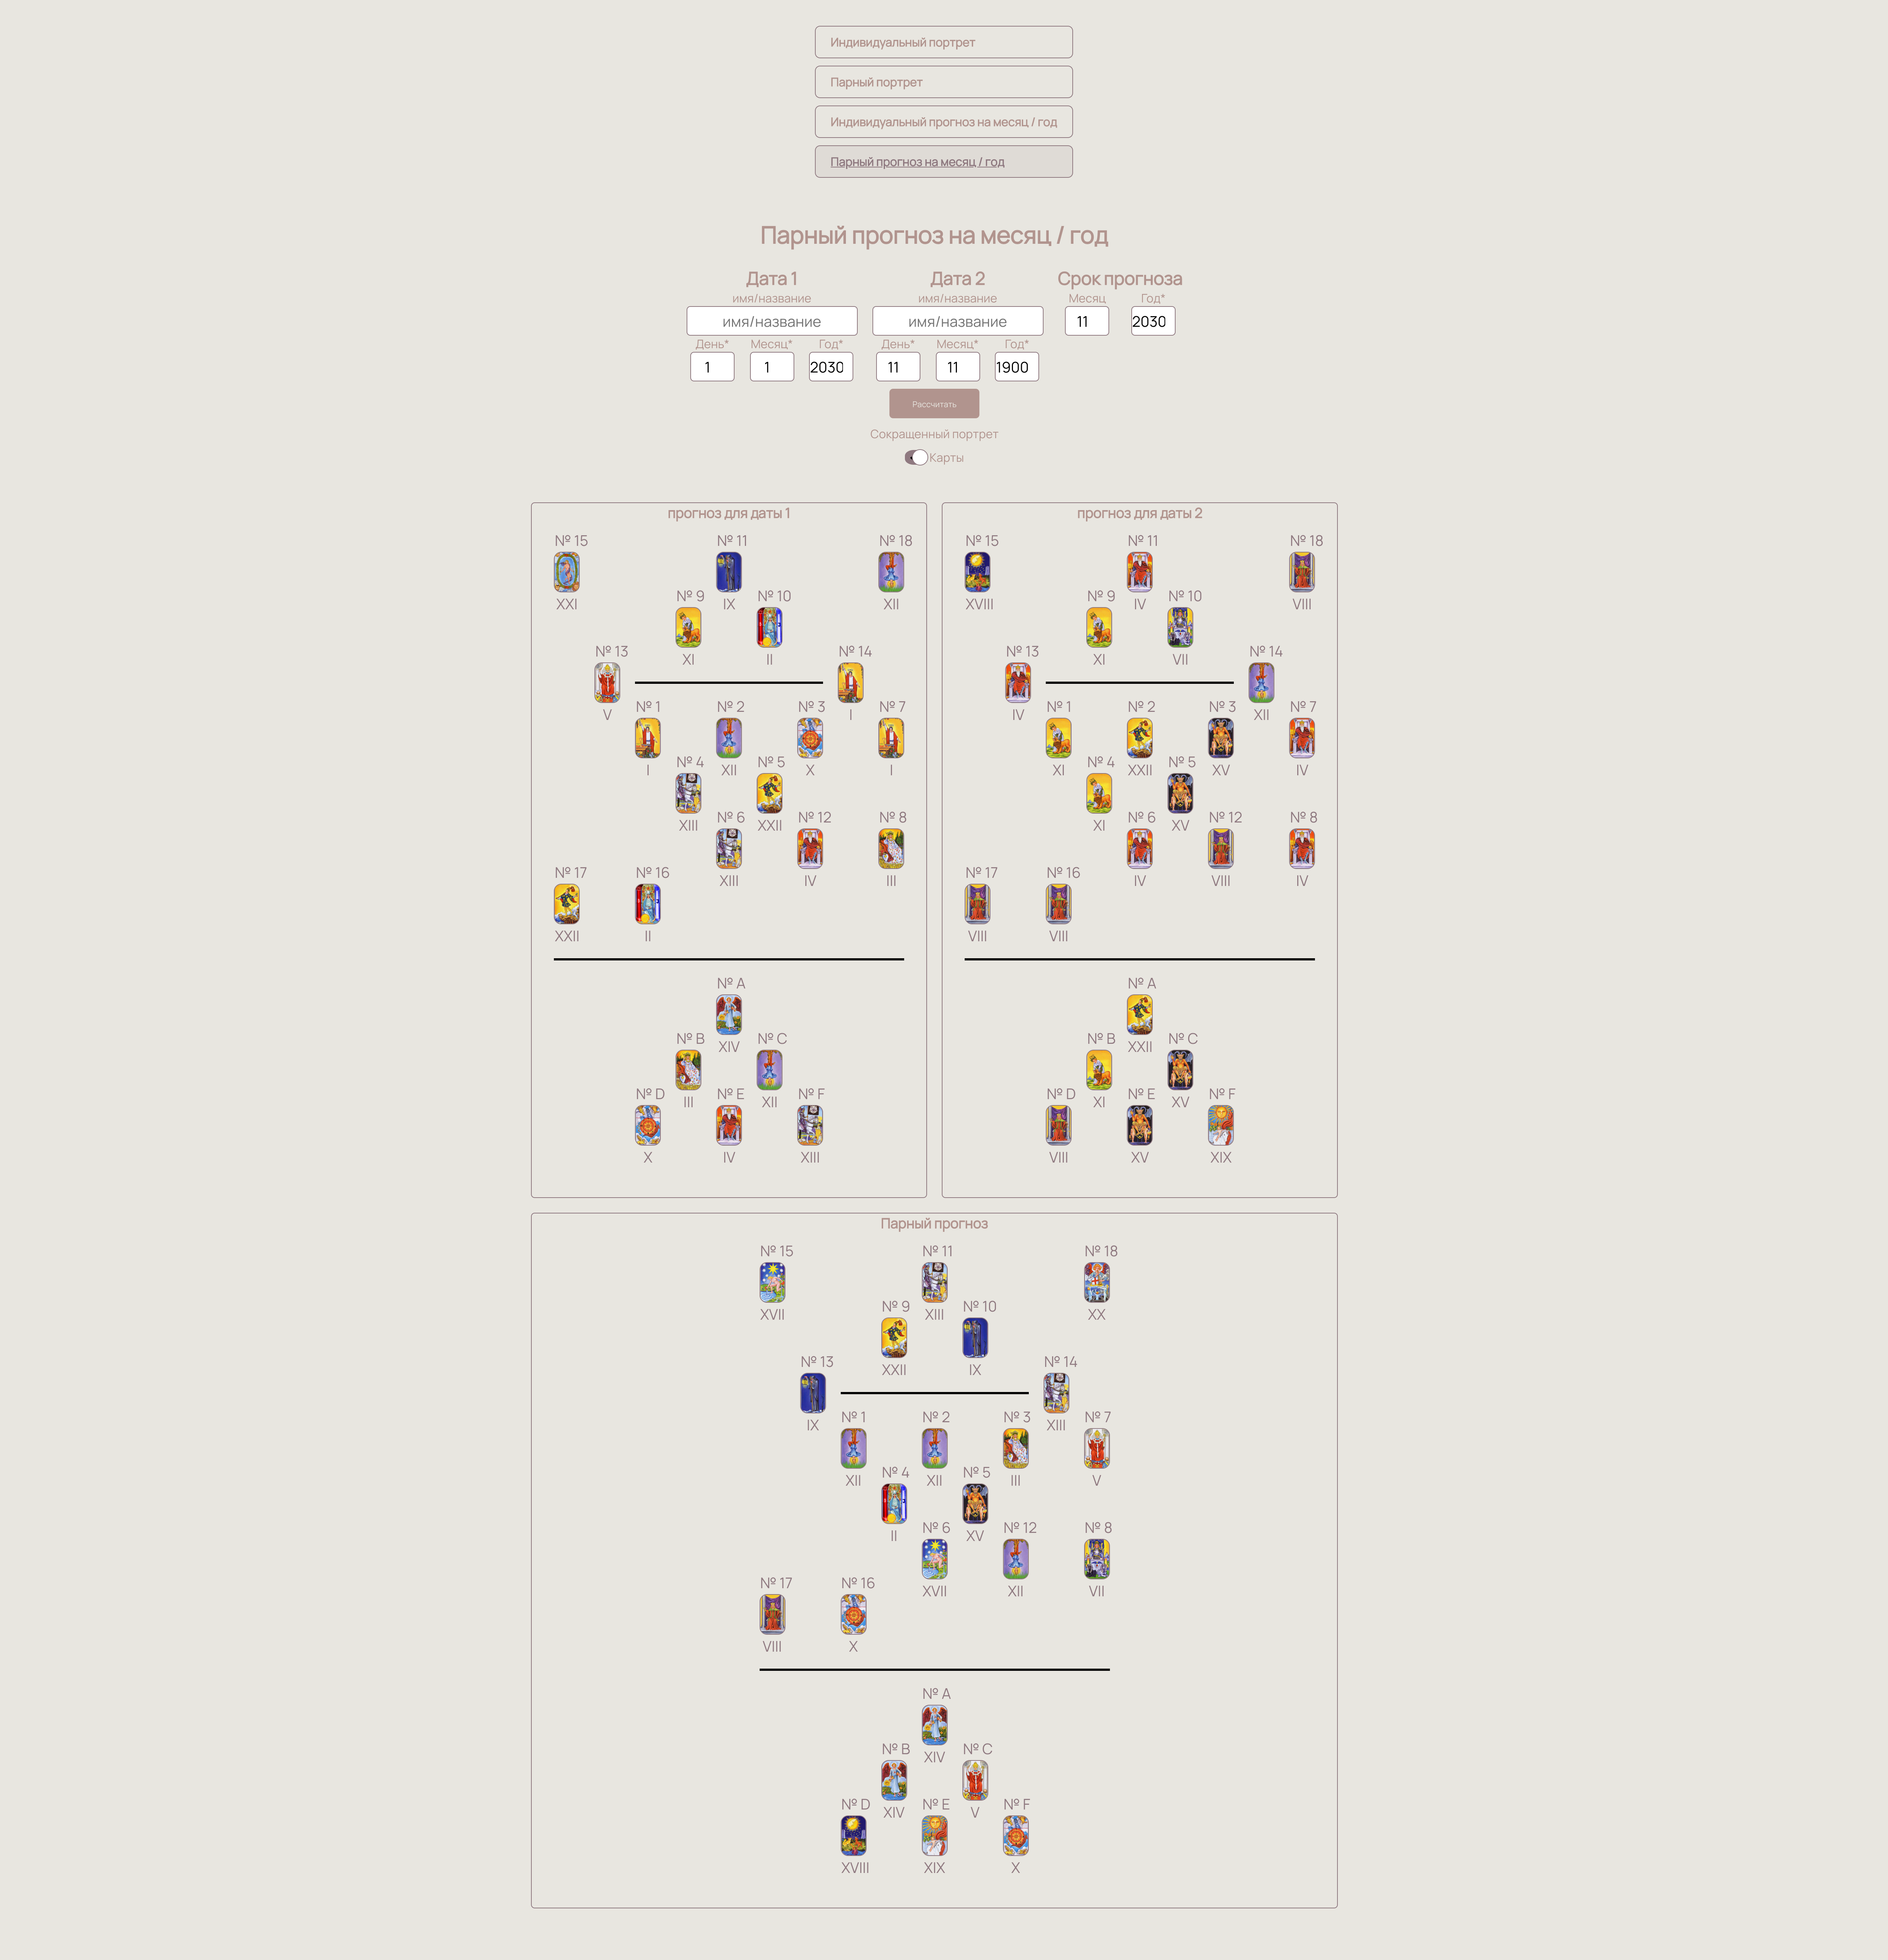 Индивидуальный портрет
Парный портрет
Индивидуальный прогноз на месяц / год
Парный прогноз на месяц / год
Парный прогноз на месяц / год
Дата 1 Дата 2 Срок прогноза
имя/название имя/название Месяц Год*
имя/название имя/название 11 2030
День* Месяц* Год* День* Месяц* Год*
1 1 2030 11 11 1900
Рассчитать
Сокращенный портрет
Карты
прогноз для даты 1
№ 15 № 11 № 18
XXI IX XII
№ 9 № 10
XI II
№ 13 № 14
V I
№ 1 № 2 № 3 № 7
I XII X I
№ 4 № 5
XIII XXII
№ 6 № 12 № 8
XIII IV III
№ 17 № 16
XXII II
№ A
XIV
№ B № C
III XII
№ D № E № F
X IV XIII
прогноз для даты 2
№ 15 № 11 № 18
XVIII IV VIII
№ 9 № 10
XI VII
№ 13 № 14
IV XII
№ 1 № 2 № 3 № 7
XI XXII XV IV
№ 4 № 5
XI XV
№ 6 № 12 № 8
IV VIII IV
№ 17 № 16
VIII VIII
№ A
XXII
№ B № C
XI XV
№ D № E № F
VIII XV XIX
Парный прогноз
№ 15 № 11 № 18
XVII XIII XX
№ 9 № 10
XXII IX
№ 13 № 14
IX XIII
№ 1 № 2 № 3 № 7
XII XII III V
№ 4 № 5
II XV
№ 6 № 12 № 8
XVII XII VII
№ 17 № 16
VIII X
№ A
XIV
№ B № C
XIV V
№ D № E № F
XVIII XIX X